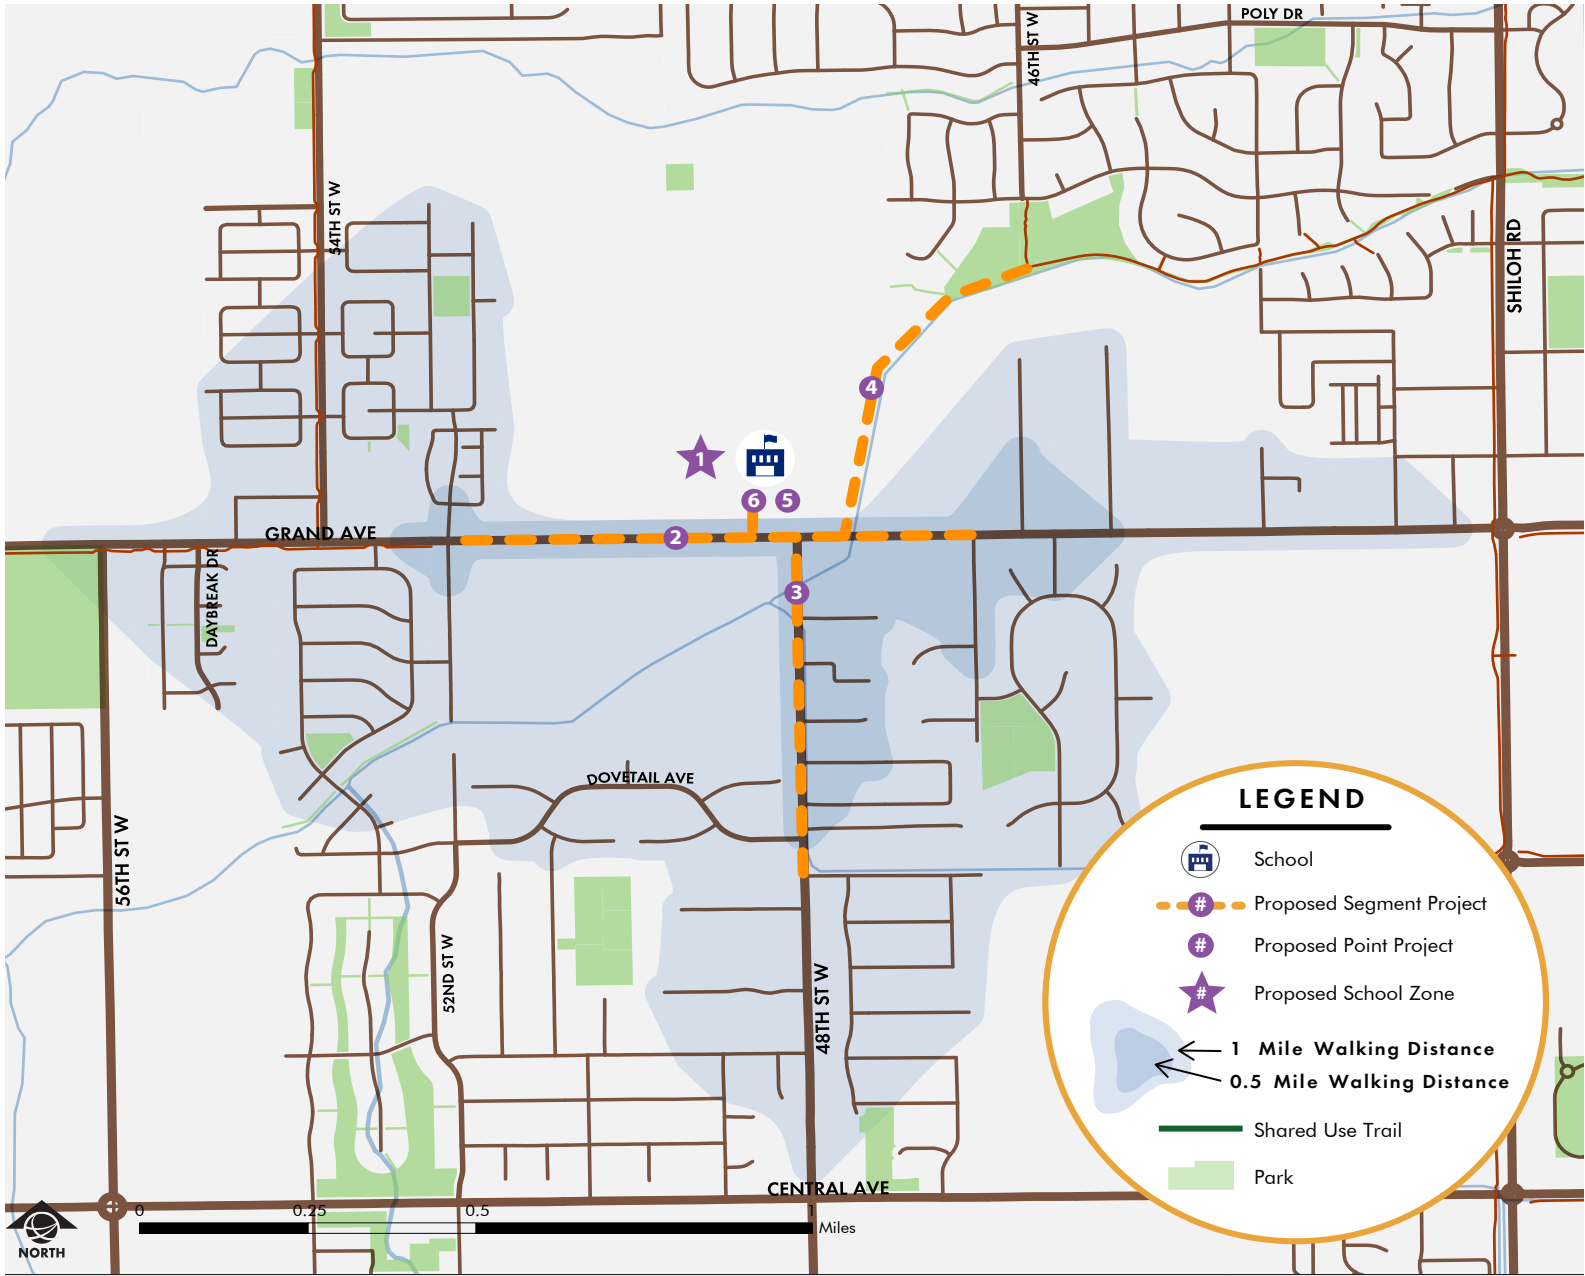 POLY DR
46TH ST W
54TH ST W
SHILOH RD
4
1
6
5
GRAND AVE
2
DAYBREAK DR
3
DOVETAIL AVE
56TH ST W
52ND ST W
48TH ST W
CENTRAL AVE
LEGEND
School
# Proposed Segment Project
# Proposed Point Project
# Proposed School Zone
1 Mile Walking Distance
0.5 Mile Walking Distance
Shared Use Trail
Park
0 0.25 0.5 1
Miles
NORTH